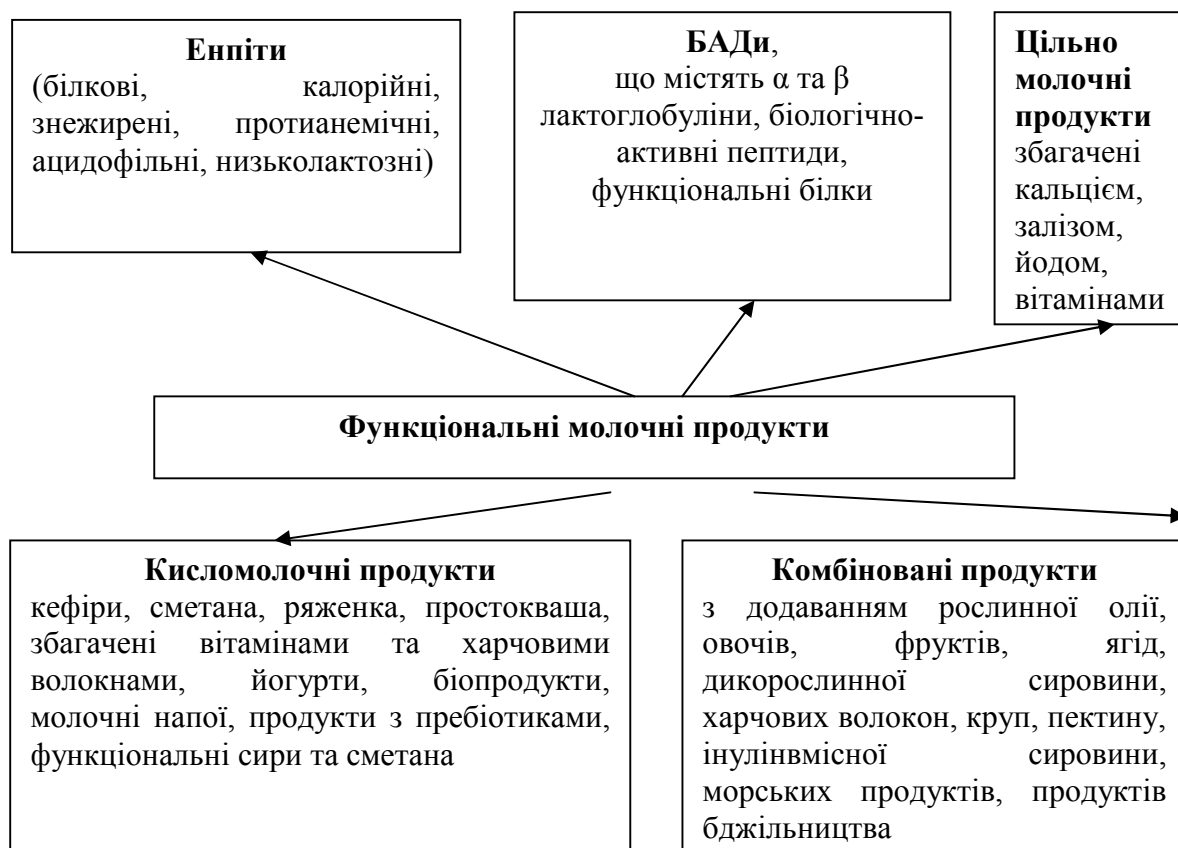 Енпіти
(білкові, калорійні,
знежирені, протианемічні,
ацидофільні, низьколактозні)
БАДи,
що містять α та β
лактоглобуліни, біологічно-
активні пептиди,
функціональні білки
Цільно
молочні
продукти
збагачені
кальцієм,
залізом,
йодом,
вітамінами
Функціональні молочні продукти
Кисломолочні продукти
кефіри, сметана, ряженка, простокваша,
збагачені вітамінами та харчовими
волокнами, йогурти, біопродукти,
молочні напої, продукти з пребіотиками,
функціональні сири та сметана
Комбіновані продукти
з додаванням рослинної олії,
овочів, фруктів, ягід,
дикорослинної сировини,
харчових волокон, круп, пектину,
інулінвмісної сировини,
морських продуктів, продуктів
бджільництва